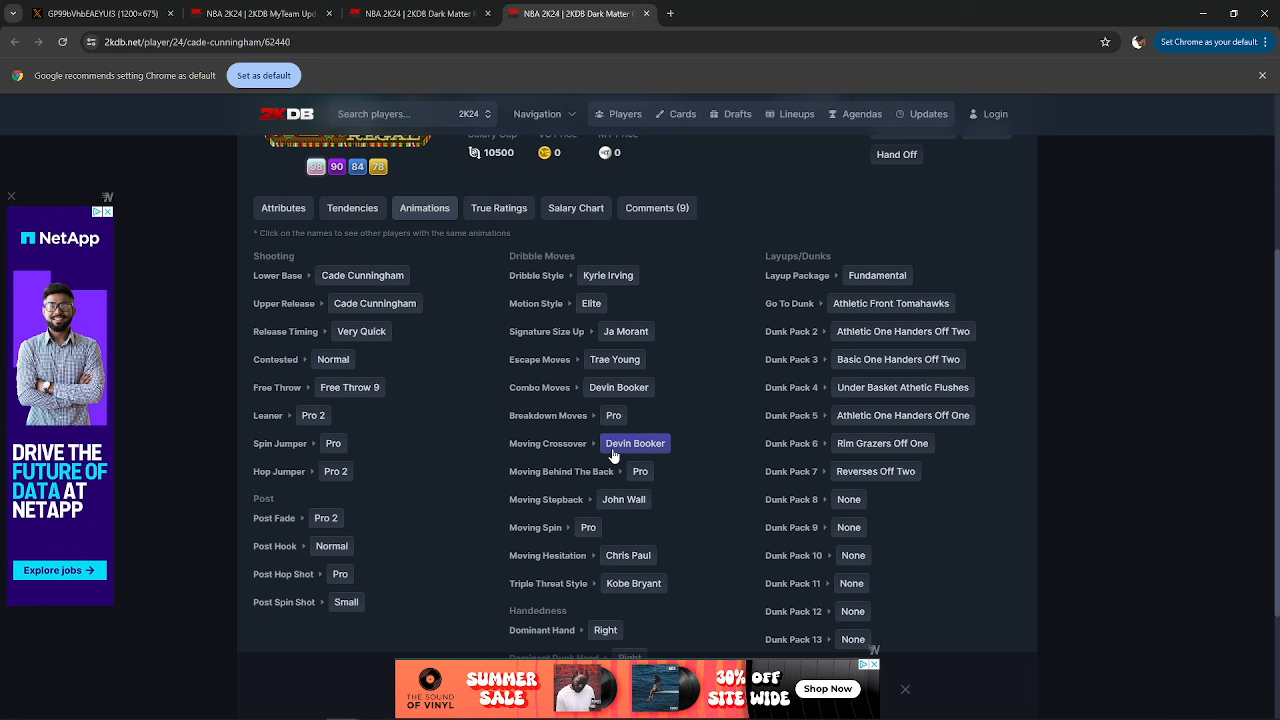 GP99bVhbEAEYUf3 (1200×675)
NBA 2K24 | 2KDB MyTeam Upd
NBA 2K24 | 2KDB Dark Matter F
NBA 2K24 | 2KDB Dark Matter C
2kdb.net/player/24/cade-cunningham/62440
Set Chrome as your default
Google recommends setting Chrome as default
Set as default
2KDB
Search players...
2K24
Navigation
Players
Cards
Drafts
Lineups
Agendas
Updates
Login
Salary Cap
VC Price
MT Price
10500
0
0
Hand Off
98
90
84
78
Attributes
Tendencies
Animations
True Ratings
Salary Chart
Comments (9)
* Click on the names to see other players with the same animations
Shooting
Lower Base Cade Cunningham
Upper Release Cade Cunningham
Release Timing Very Quick
Contested Normal
Free Throw Free Throw 9
Leaner Pro 2
Spin Jumper Pro
Hop Jumper Pro 2
Post
Post Fade Pro 2
Post Hook Normal
Post Hop Shot Pro
Post Spin Shot Small
Dribble Moves
Dribble Style Kyrie Irving
Motion Style Elite
Signature Size Up Ja Morant
Escape Moves Trae Young
Combo Moves Devin Booker
Breakdown Moves Pro
Moving Crossover Devin Booker
Moving Behind The Back Pro
Moving Stepback John Wall
Moving Spin Pro
Moving Hesitation Chris Paul
Triple Threat Style Kobe Bryant
Handedness
Dominant Hand Right
Dominant Dunk Hand Right
Layups/Dunks
Layup Package Fundamental
Go To Dunk Athletic Front Tomahawks
Dunk Pack 2 Athletic One Handers Off Two
Dunk Pack 3 Basic One Handers Off Two
Dunk Pack 4 Under Basket Athetic Flushes
Dunk Pack 5 Athletic One Handers Off One
Dunk Pack 6 Rim Grazers Off One
Dunk Pack 7 Reverses Off Two
Dunk Pack 8 None
Dunk Pack 9 None
Dunk Pack 10 None
Dunk Pack 11 None
Dunk Pack 12 None
Dunk Pack 13 None
NetApp
DRIVE THE
FUTURE OF
DATA AT
NETAPP
Explore jobs →
THE SOUND
OF VINYL
SUMMER
SALE
30% OFF
SITE WIDE
Shop Now